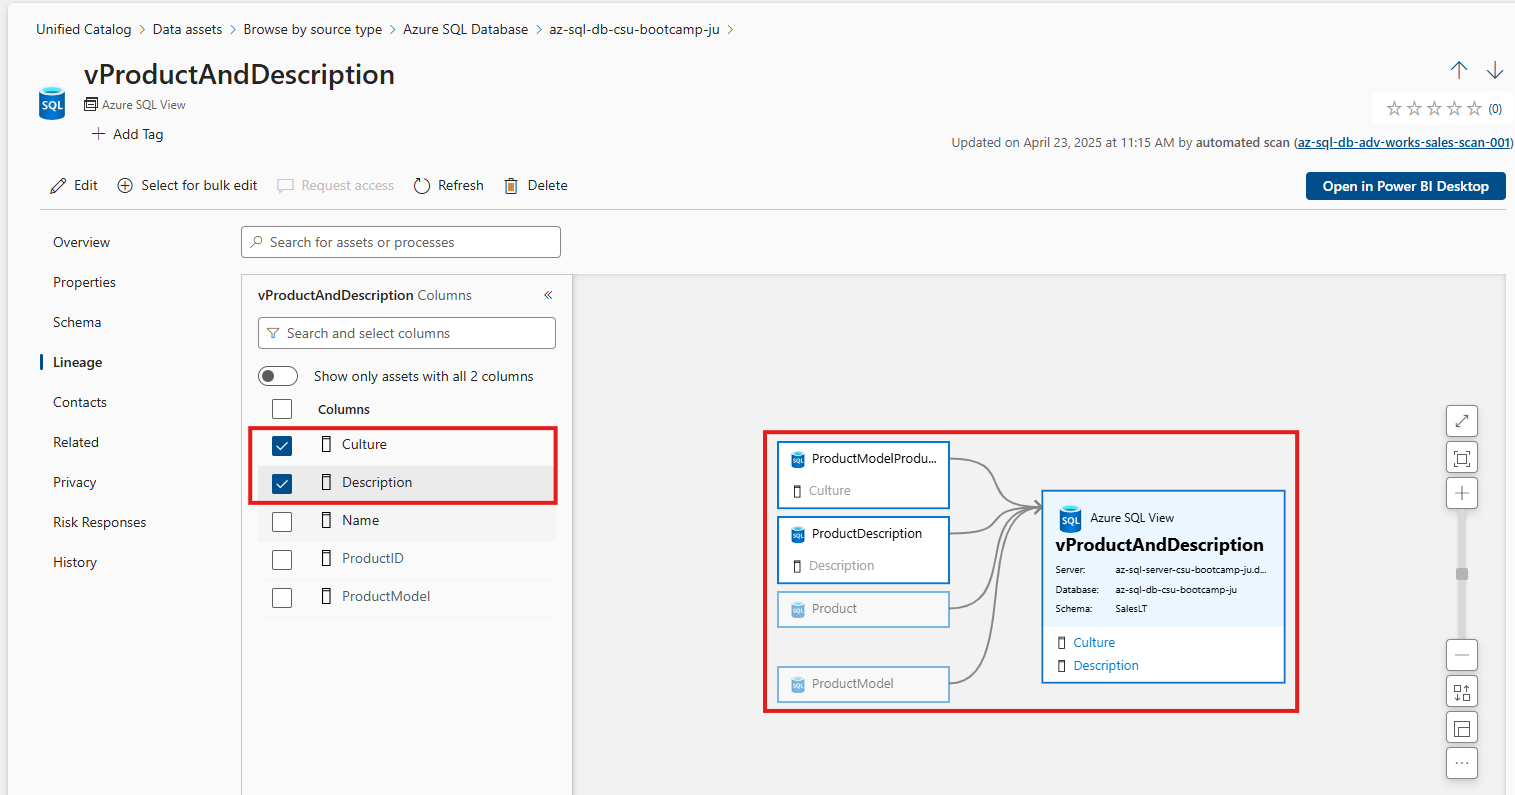 Unified Catalog > Data assets > Browse by source type > Azure SQL Database > az-sql-db-csu-bootcamp-ju >
vProductAndDescription
SQL
Azure SQL View
Add Tag
(0)
Updated on April 23, 2025 at 11:15 AM by automated scan (az-sql-db-adv-works-sales-scan-001)
Edit Select for bulk edit Request access Refresh Delete
Open in Power BI Desktop
Overview
Properties
Schema
Lineage
Contacts
Related
Privacy
Risk Responses
History
Search for assets or processes
vProductAndDescription Columns
Search and select columns
Show only assets with all 2 columns
Columns
Culture
Description
Name
ProductID
ProductModel
SQL ProductModelProdu...
Culture
SQL ProductDescription
Description
SQL Product
SQL ProductModel
SQL Azure SQL View
vProductAndDescription
Server: az-sql-server-csu-bootcamp-ju.d...
Database: az-sql-db-csu-bootcamp-ju
Schema: SalesLT
Culture
Description